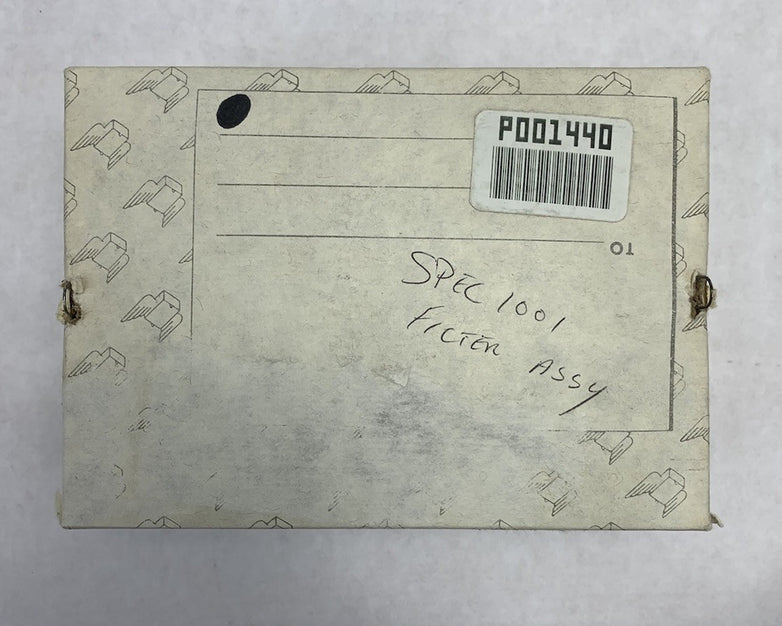 P001440
TO
SPEC 1001
FILTER ASSY